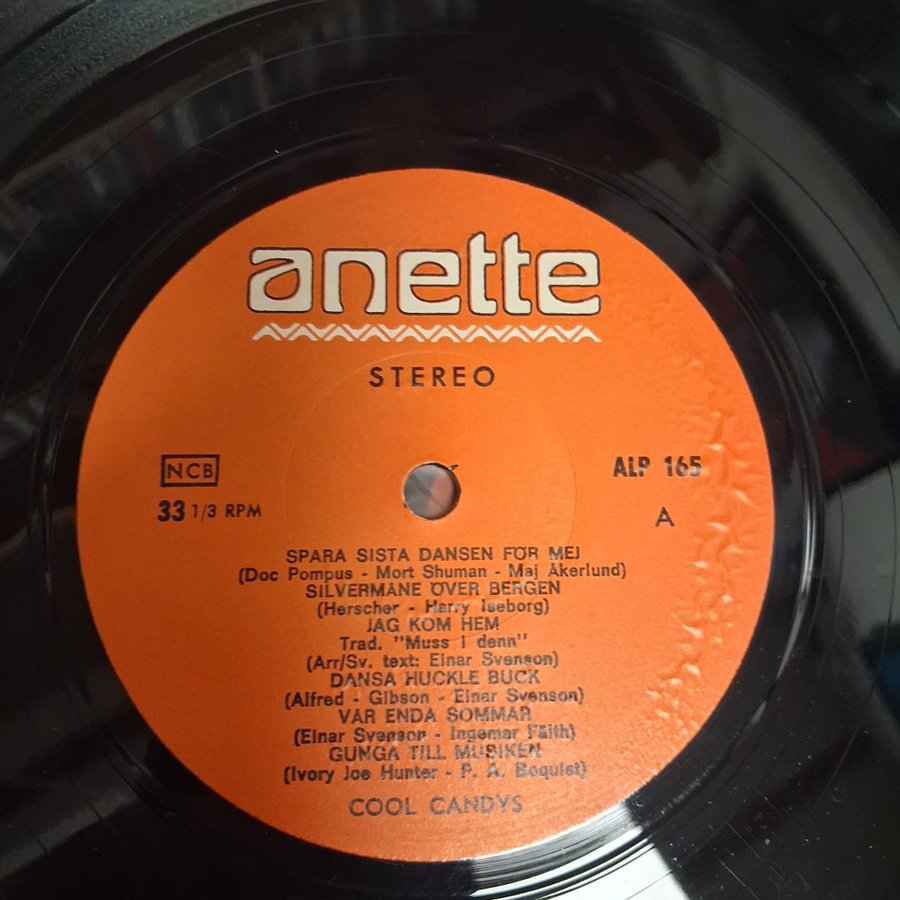 anette
STEREO
NCB
33 1/3 RPM
ALP 165
A
SPARA SISTA DANSEN FÖR MEJ
(Doc Pompus - Mort Shuman - Maj Åkerlund)
SILVERMÅNE ÖVER BERGEN
(Herscher - Harry Iseborg)
JAG KOM HEM
Trad. "Muss i denn"
(Arr/Sv. text: Einar Svenson)
DANSA HUCKLE BUCK
(Alfred - Gibson - Einar Svenson)
VAR ENDA SOMMAR
(Einar Svenson - Ingemar Fälth)
GUNGA TILL MUSIKEN
(Ivory Joe Hunter - P. A. Boquist)
COOL CANDYS